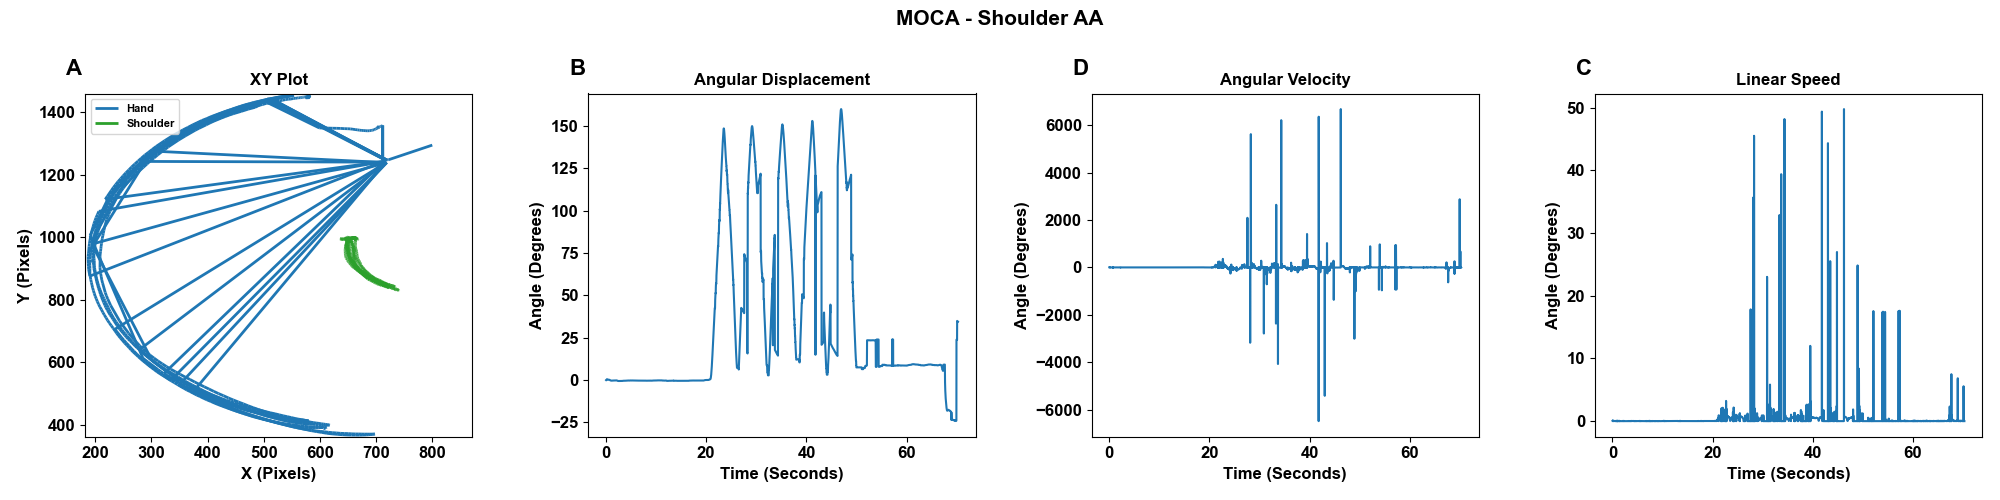 MOCA - Shoulder AA
A
XY Plot
Hand
Shoulder
1400
1200
1000
800
600
400
Y (Pixels)
200 300 400 500 600 700 800
X (Pixels)
B
Angular Displacement
150
125
100
75
50
25
0
−25
Angle (Degrees)
0 20 40 60
Time (Seconds)
D
Angular Velocity
6000
4000
2000
0
−2000
−4000
−6000
Angle (Degrees)
0 20 40 60
Time (Seconds)
C
Linear Speed
50
40
30
20
10
0
Angle (Degrees)
0 20 40 60
Time (Seconds)